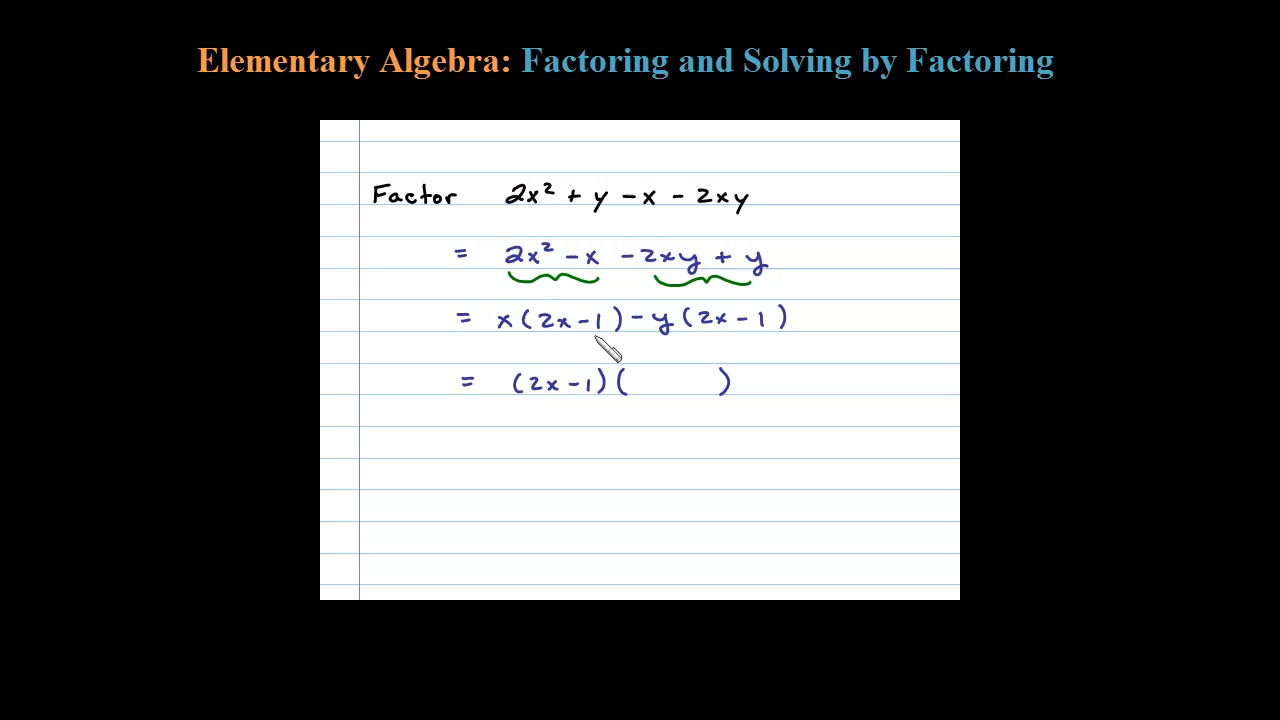 Elementary Algebra: Factoring and Solving by Factoring
Factor 2x² + y - x - 2xy
= 2x² - x - 2xy + y
= x(2x-1) - y(2x-1)
= (2x-1)( )